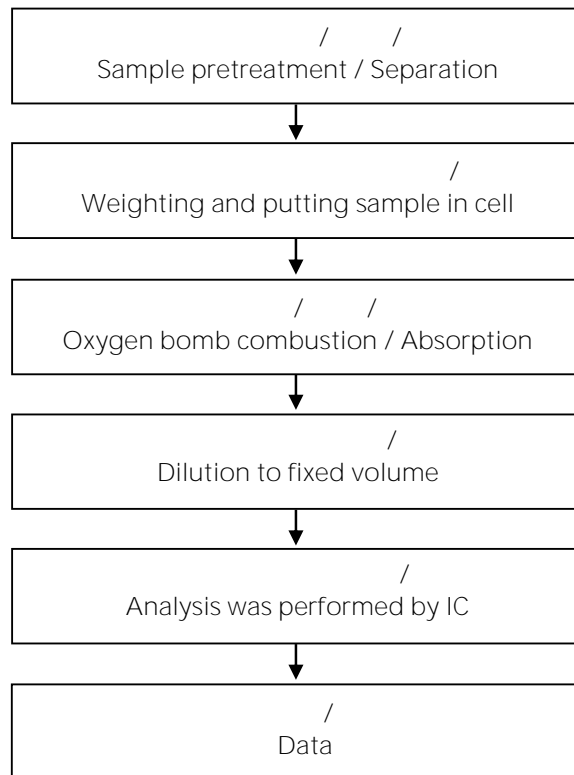 / /
Sample pretreatment / Separation
/
Weighting and putting sample in cell
/ /
Oxygen bomb combustion / Absorption
/
Dilution to fixed volume
/
Analysis was performed by IC
/
Data